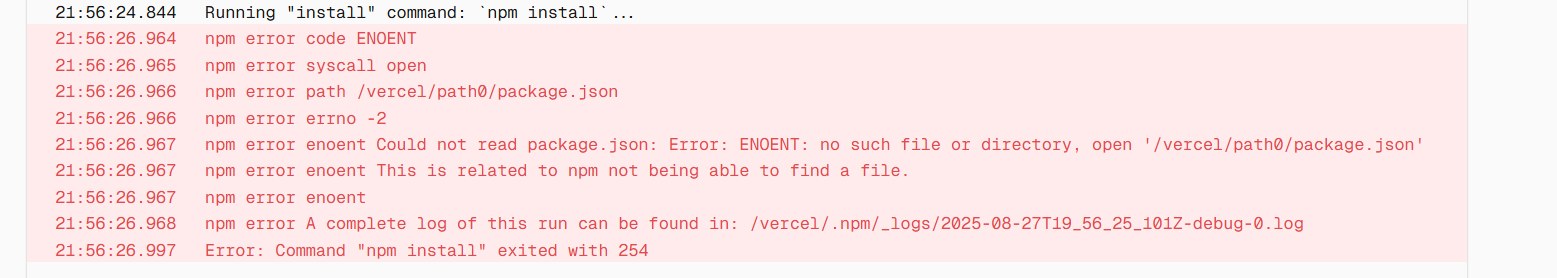 21:56:24.844 Running "install" command: `npm install`...
21:56:26.964 npm error code ENOENT
21:56:26.965 npm error syscall open
21:56:26.966 npm error path /vercel/path0/package.json
21:56:26.966 npm error errno -2
21:56:26.967 npm error enoent Could not read package.json: Error: ENOENT: no such file or directory, open '/vercel/path0/package.json'
21:56:26.967 npm error enoent This is related to npm not being able to find a file.
21:56:26.967 npm error enoent
21:56:26.968 npm error A complete log of this run can be found in: /vercel/.npm/_logs/2025-08-27T19_56_25_101Z-debug-0.log
21:56:26.997 Error: Command "npm install" exited with 254